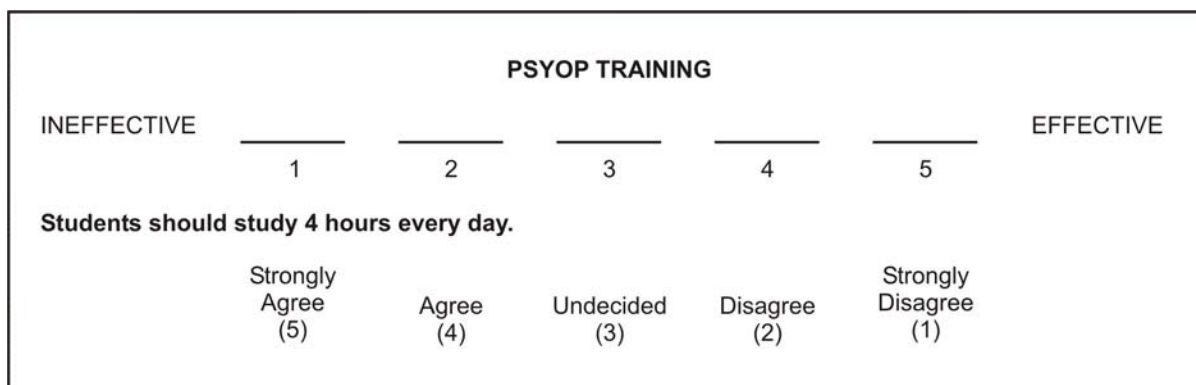 PSYOP TRAINING
INEFFECTIVE EFFECTIVE
1 2 3 4 5
Students should study 4 hours every day.
Strongly Strongly
Agree Agree Undecided Disagree Disagree
(5) (4) (3) (2) (1)